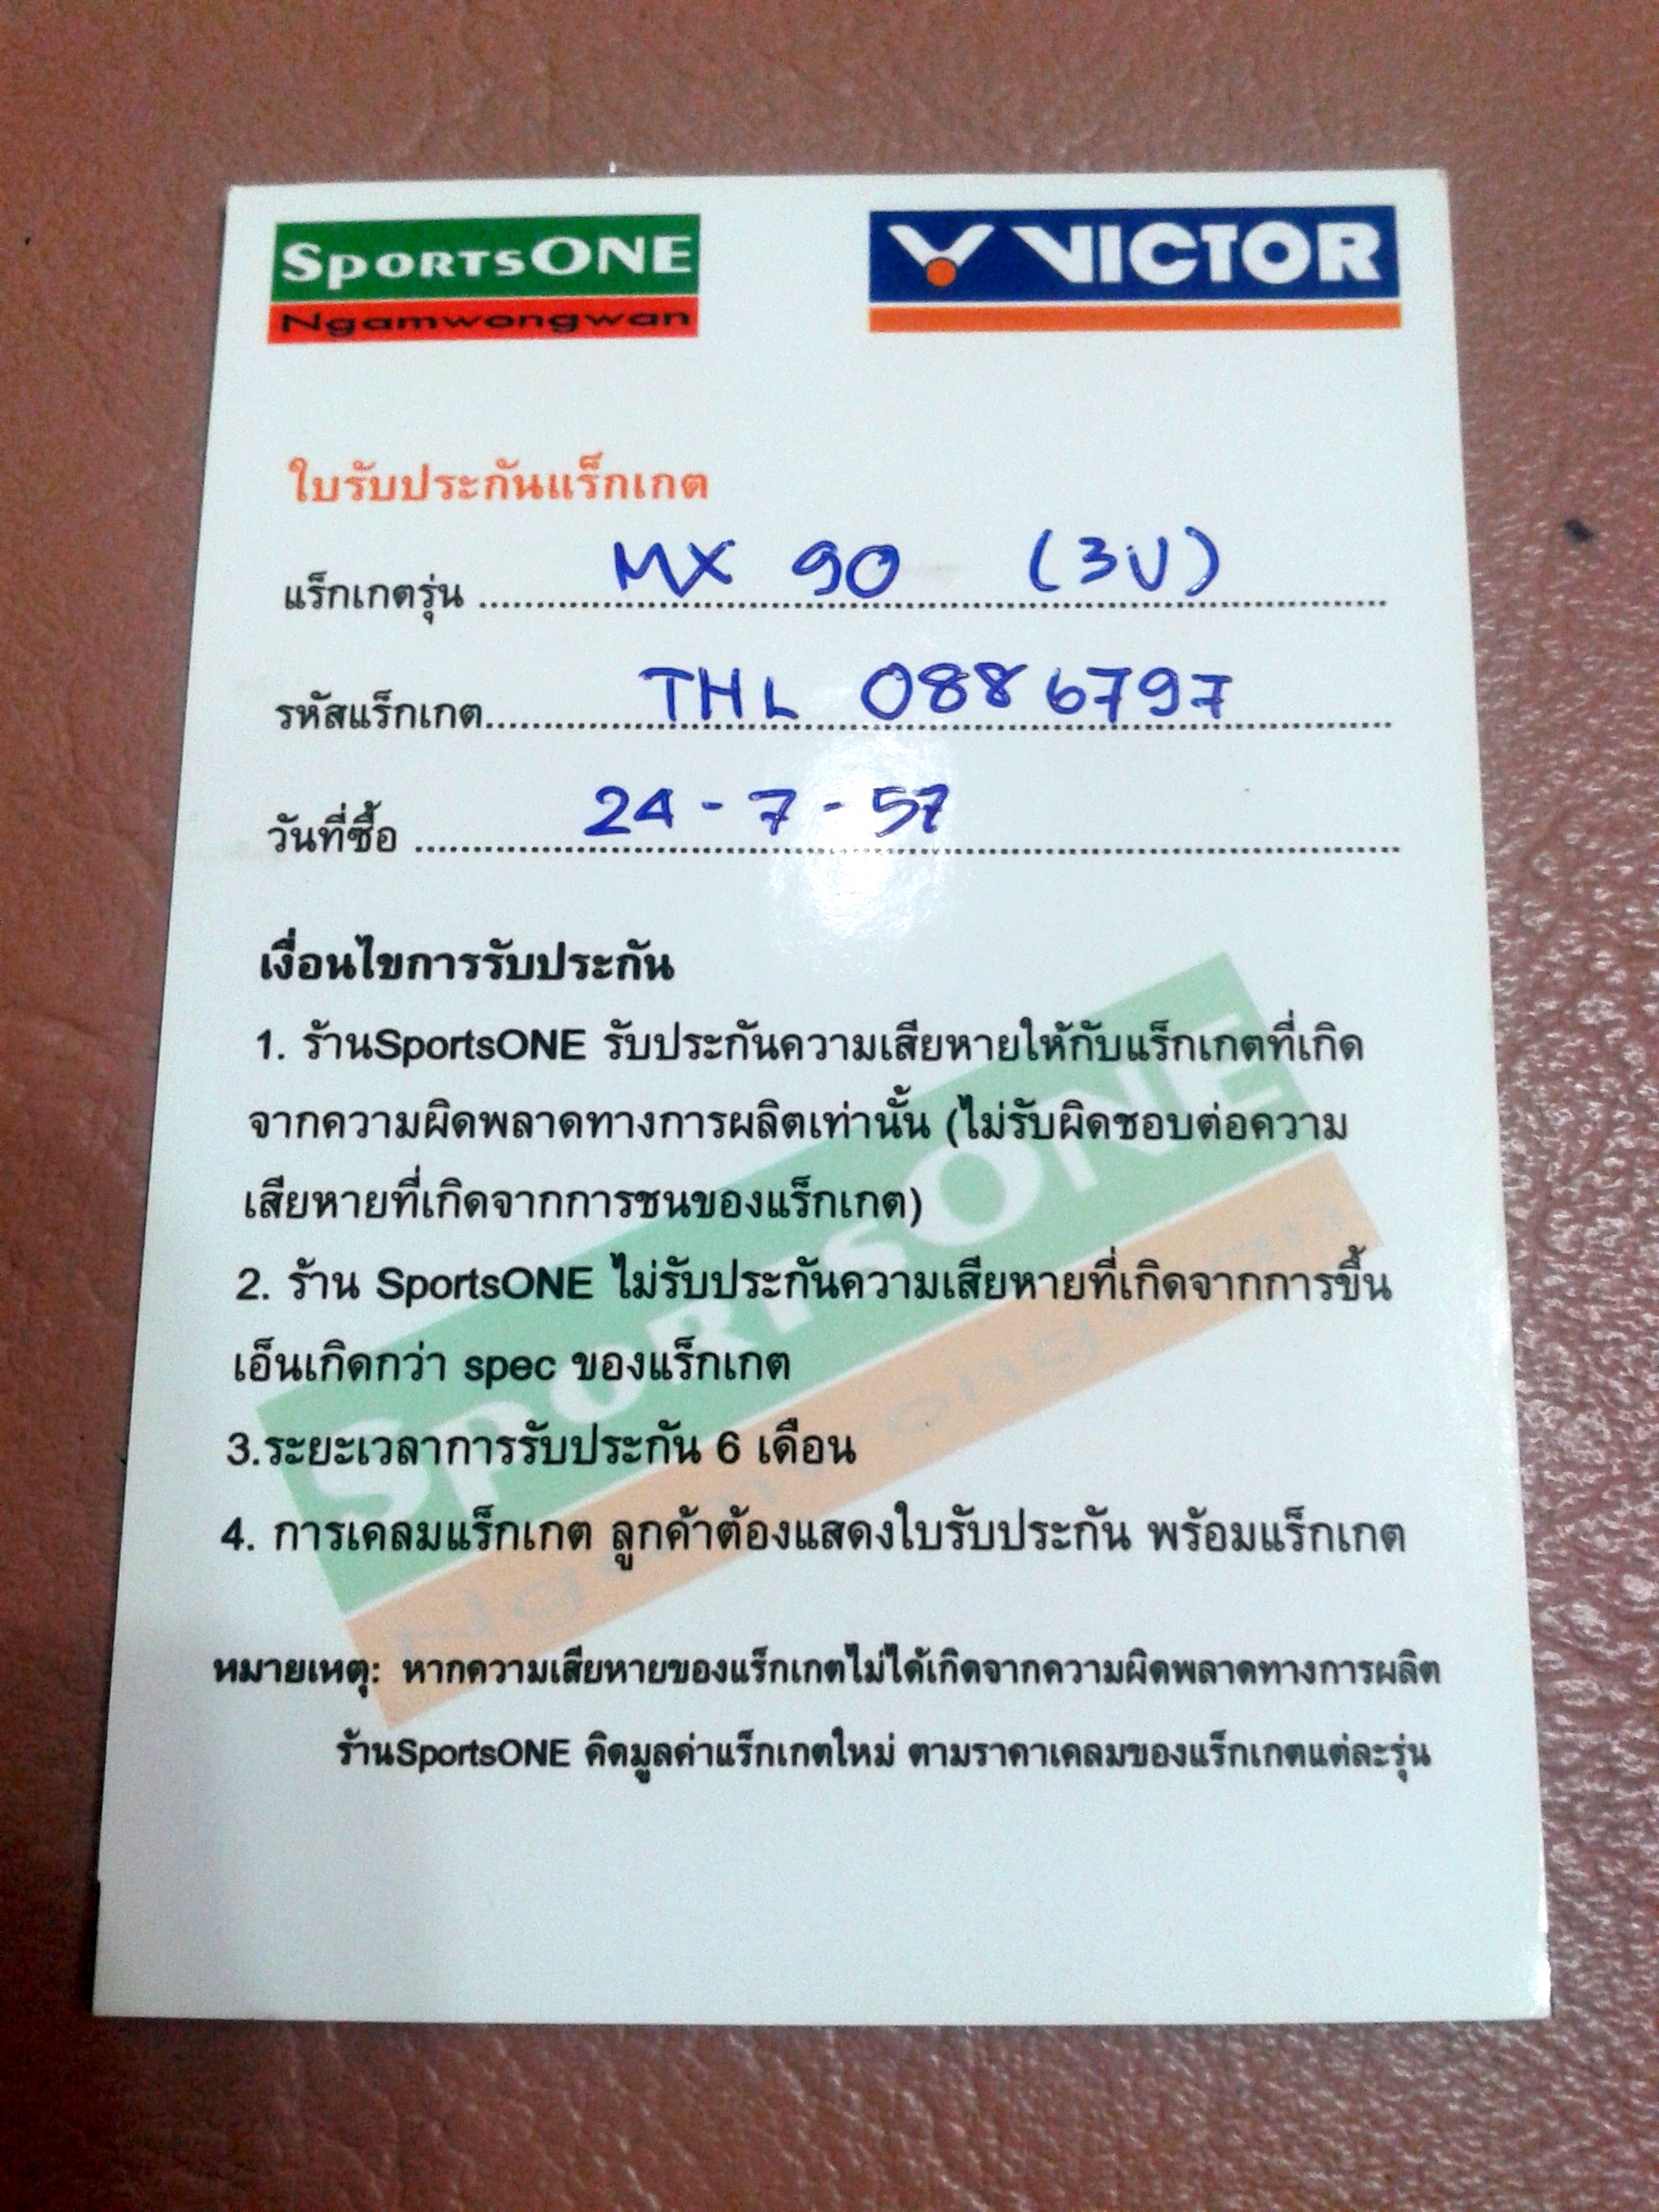 SPORTSONE
Ngamwongwan
VICTOR
ใบรับประกันแร็กเกต
แร็กเกตรุ่น MX 90 (3U)
รหัสแร็กเกต THL 0886797
วันที่ซื้อ 24-7-57
เงื่อนไขการรับประกัน
1. ร้านSportsONE รับประกันความเสียหายให้กับแร็กเกตที่เกิด
จากความผิดพลาดทางการผลิตเท่านั้น (ไม่รับผิดชอบต่อความ
เสียหายที่เกิดจากการชนของแร็กเกต)
2. ร้าน SportsONE ไม่รับประกันความเสียหายที่เกิดจากการขึ้น
เอ็นเกิดกว่า spec ของแร็กเกต
3.ระยะเวลาการรับประกัน 6 เดือน
4. การเคลมแร็กเกต ลูกค้าต้องแสดงใบรับประกัน พร้อมแร็กเกต
หมายเหตุ: หากความเสียหายของแร็กเกตไม่ได้เกิดจากความผิดพลาดทางการผลิต
ร้านSportsONE คิดมูลค่าแร็กเกตใหม่ ตามราคาเคลมของแร็กเกตแต่ละรุ่น
SPORTSONE
Ngamwongwan